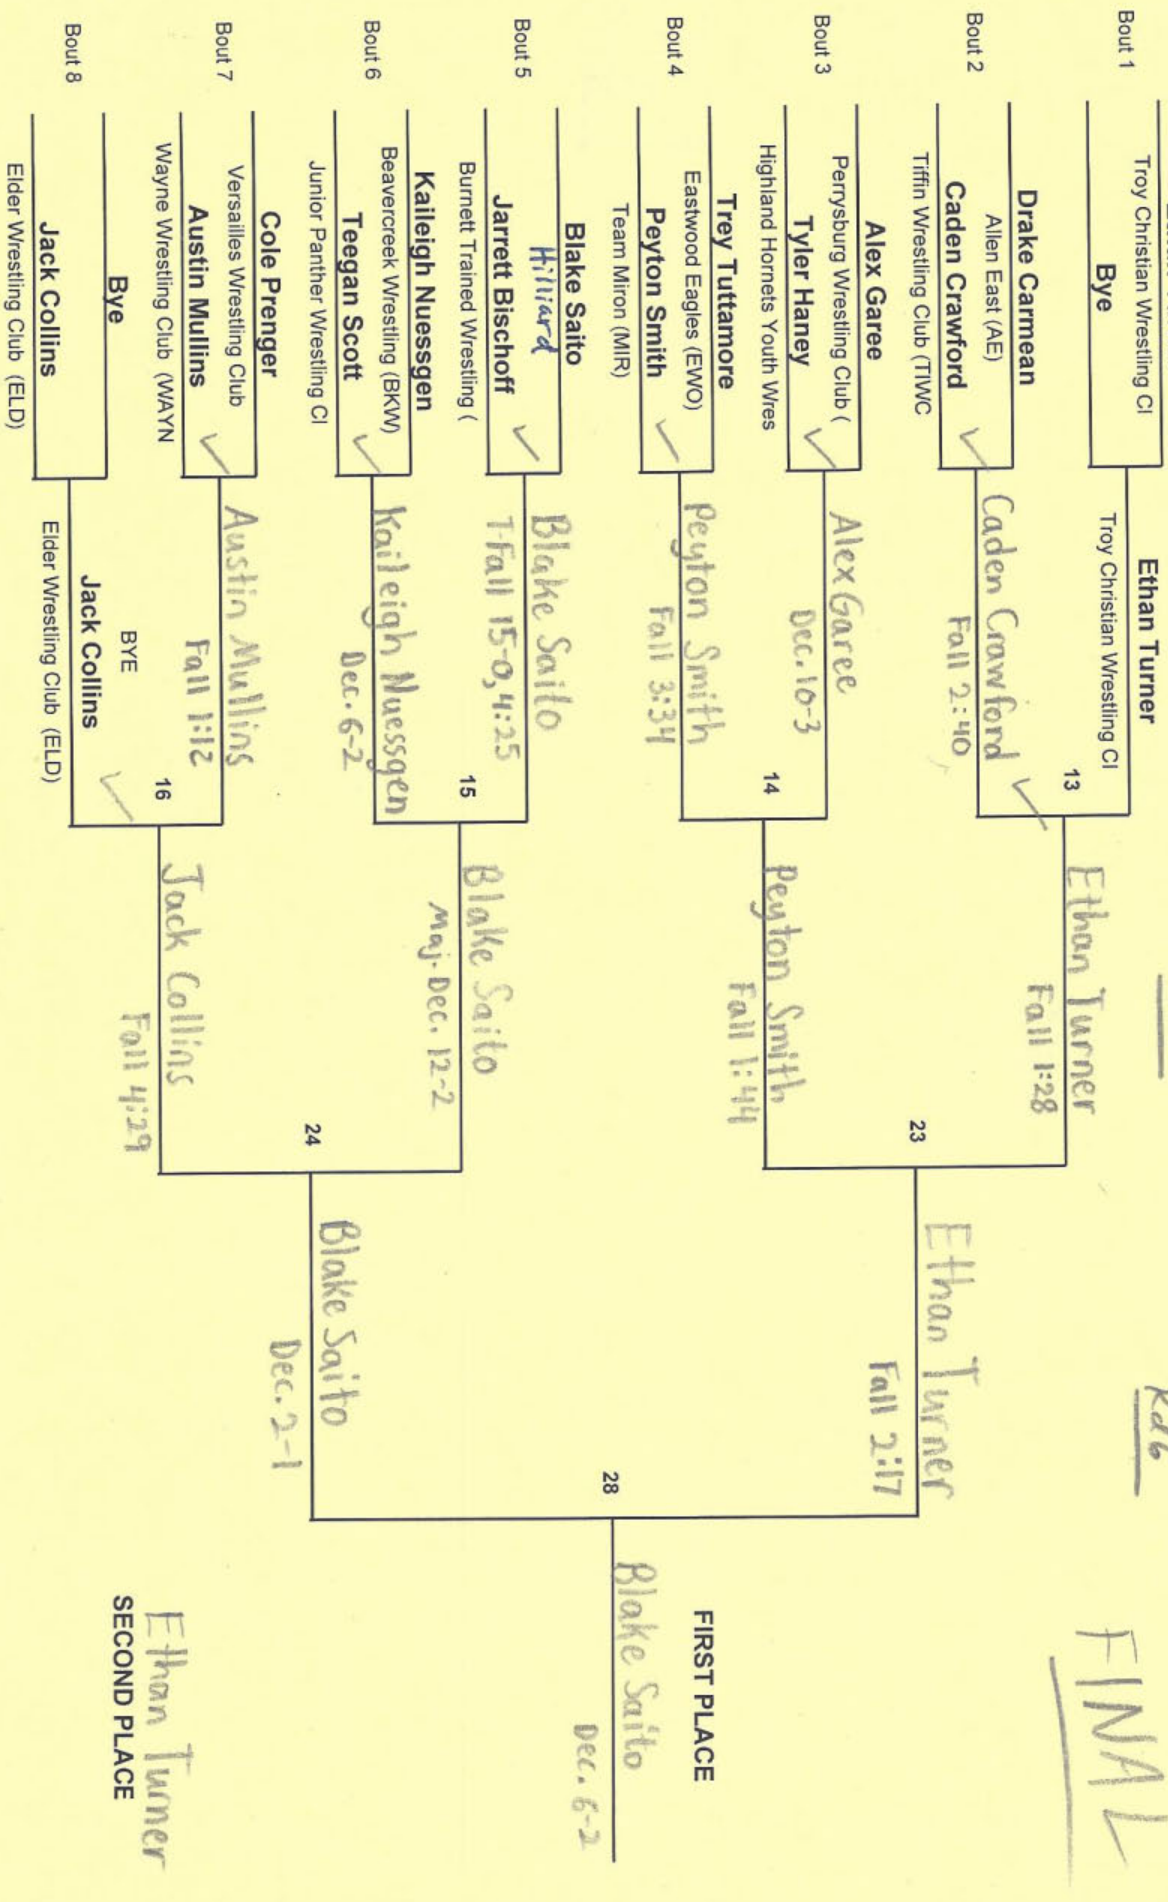 Troy Christian Wrestling Cl
Bout 1
Bye
Ethan Turner
Troy Christian Wrestling Cl
Drake Carmean
Allen East (AE)
Bout 2
Caden Crawford
Tiffin Wrestling Club (TIWC
Caden Crawford
Fall 2:40
13
Ethan Turner
Fall 1:28
Alex Garee
Perrysburg Wrestling Club (
Bout 3
Tyler Haney
Highland Hornets Youth Wres
Alex Garee
Dec. 10-3
Trey Tuttamore
Eastwood Eagles (EWO)
Bout 4
Peyton Smith
Team Miron (MIR)
Peyton Smith
Fall 3:34
14
Peyton Smith
Fall 1:44
23
Ethan Turner
Fall 2:17
Blake Saito
Hilliard
Bout 5
Jarrett Bischoff
Burnett Trained Wrestling (
Blake Saito
T-Fall 15-0, 4:25
Kaileigh Nuessgen
Beavercreek Wrestling (BKW)
Bout 6
Teegan Scott
Junior Panther Wrestling Cl
Kaileigh Nuessgen
Dec. 6-2
15
Blake Saito
Maj. Dec. 12-2
Cole Prenger
Versailles Wrestling Club
Bout 7
Austin Mullins
Wayne Wrestling Club (WAYN
Austin Mullins
Fall 1:12
Bye
Bout 8
Jack Collins
Elder Wrestling Club (ELD)
BYE
Jack Collins
Elder Wrestling Club (ELD)
16
Jack Collins
Fall 4:29
24
Blake Saito
Dec. 2-1
28
FINAL
FIRST PLACE
Blake Saito
Dec. 6-2
Ethan Turner
SECOND PLACE